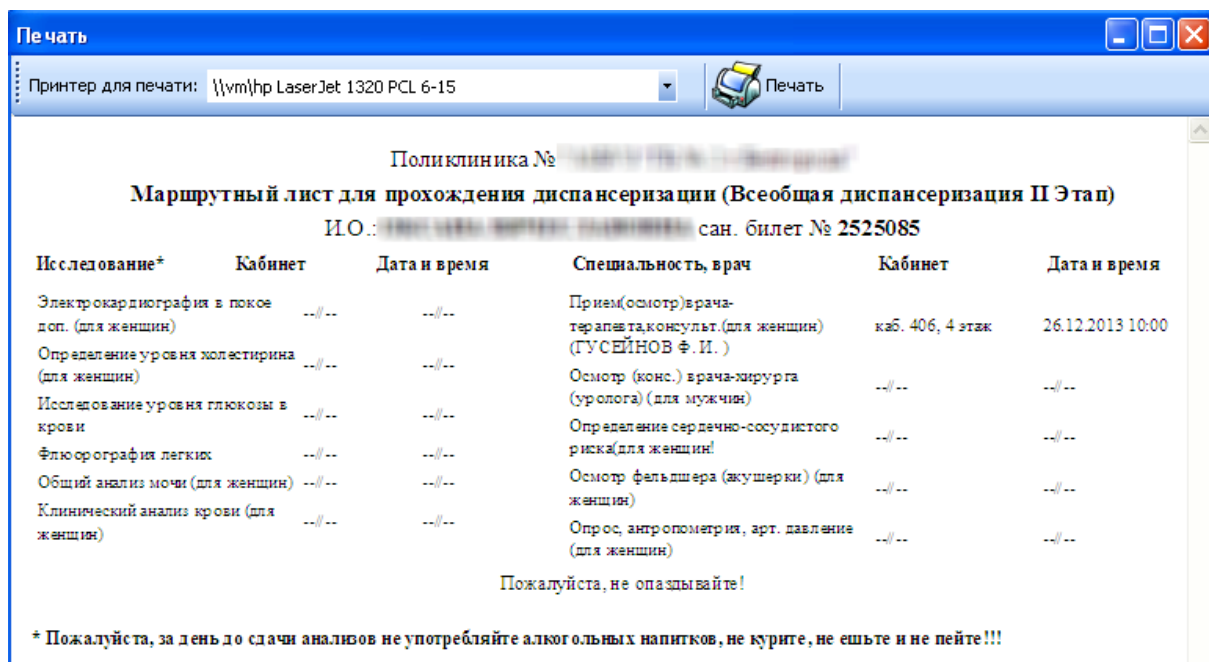 Печать
Принтер для печати: \\vm\hp LaserJet 1320 PCL 6-15 Печать
Поликлиника №
Маршрутный лист для прохождения диспансеризации (Всеобщая диспансеризация II Этап)
И.О.: сан. билет № 2525085
Исследование* Кабинет Дата и время Специальность, врач Кабинет Дата и время
Электрокардиография в покое
доп. (для женщин) --//-- --//--
Определение уровня холестирина
(для женщин) --//-- --//--
Исследование уровня глюкозы в
крови --//-- --//--
Флюорография легких --//-- --//--
Общий анализ мочи (для женщин) --//-- --//--
Клинический анализ крови (для
женщин) --//-- --//--
Прием(осмотр)врача-
терапевта,консульт.(для женщин) каб. 406, 4 этаж 26.12.2013 10:00
(ГУСЕЙНОВ Ф. И. )
Осмотр (конс.) врача-хирурга
(уролога) (для мужчин) --//-- --//--
Определение сердечно-сосудистого
риска(для женщин! --//-- --//--
Осмотр фельдшера (акушерки) (для
женщин) --//-- --//--
Опрос, антропометрия, арт. давление
(для женщин) --//-- --//--
Пожалуйста, не опаздывайте!
* Пожалуйста, за день до сдачи анализов не употребляйте алкогольных напитков, не курите, не ешьте и не пейте!!!